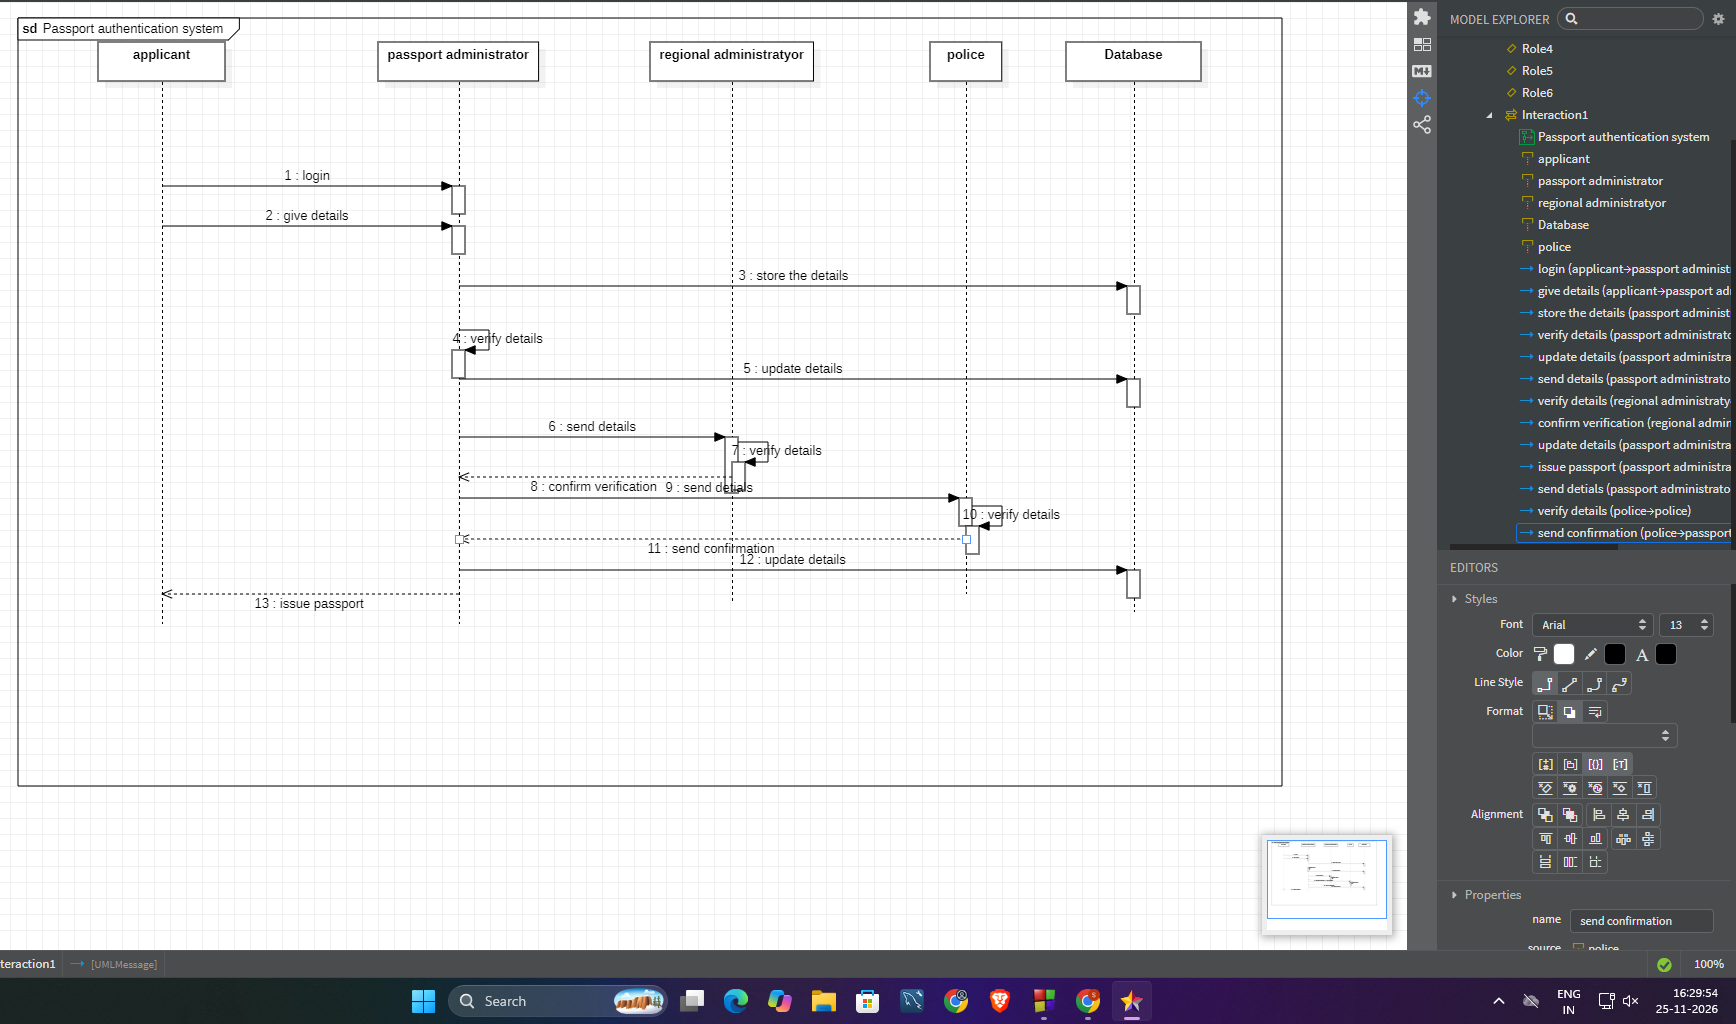 sd Passport authentication system
applicant
passport administrator
regional administratyor
police
Database
1 : login
2 : give details
3 : store the details
4 : verify details
5 : update details
6 : send details
7 : verify details
8 : confirm verification
9 : send detials
10 : verify details
11 : send confirmation
12 : update details
13 : issue passport
MODEL EXPLORER
Role4
Role5
Role6
Interaction1
Passport authentication system
applicant
passport administrator
regional administratyor
Database
police
login (applicant→passport administ
give details (applicant→passport ad
store the details (passport administ
verify details (passport administrato
update details (passport administra
send details (passport administrato
verify details (regional administraty
confirm verification (regional admin
update details (passport administra
issue passport (passport administra
send detials (passport administrato
verify details (police→police)
send confirmation (police→passport
EDITORS
Styles
Font
Arial
13
Color
A
Line Style
Format
Alignment
Properties
name
send confirmation
source
police
teraction1
[UMLMessage]
100%
Search
ENG
IN
16:29:54
25-11-2026